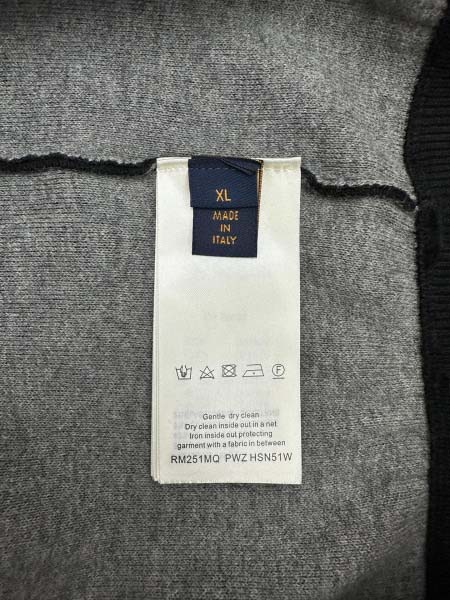 XL
MADE
IN
ITALY
Gentle dry clean
Dry clean inside out in a net
Iron inside out protecting
garment with a fabric in between
RM251MQ PWZ HSN51W